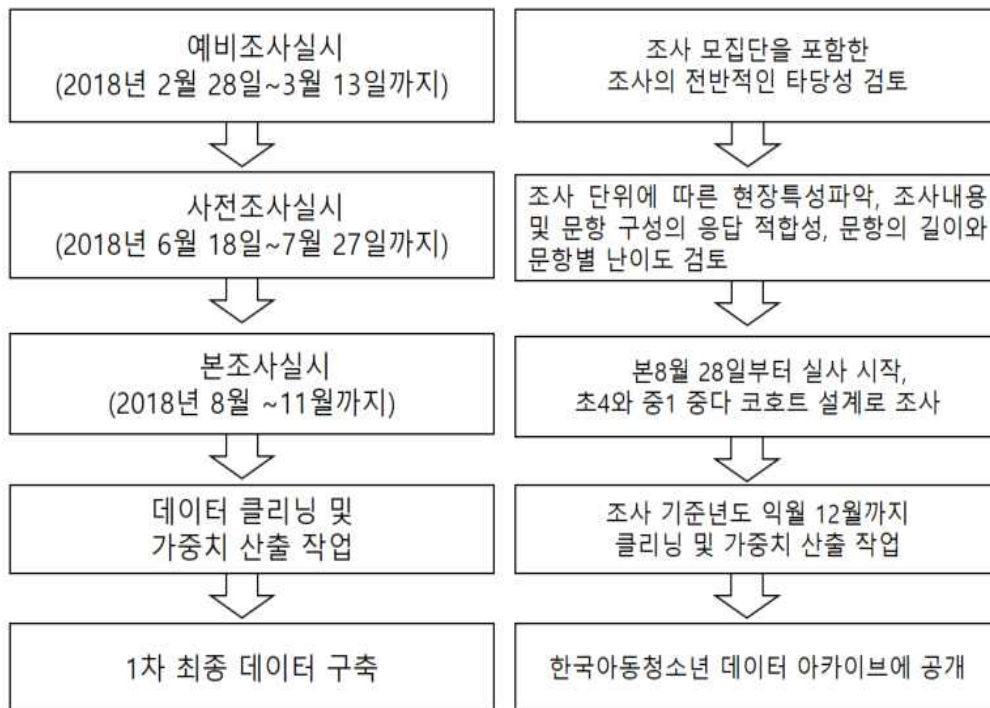 예비조사실시
(2018년 2월 28일~3월 13일까지)
조사 모집단을 포함한
조사의 전반적인 타당성 검토
사전조사실시
(2018년 6월 18일~7월 27일까지)
조사 단위에 따른 현장특성파악, 조사내용
및 문항 구성의 응답 적합성, 문항의 길이와
문항별 난이도 검토
본조사실시
(2018년 8월 ~11월까지)
본8월 28일부터 실사 시작,
초4와 중1 중다 코호트 설계로 조사
데이터 클리닝 및
가중치 산출 작업
조사 기준년도 익월 12월까지
클리닝 및 가중치 산출 작업
1차 최종 데이터 구축
한국아동청소년 데이터 아카이브에 공개